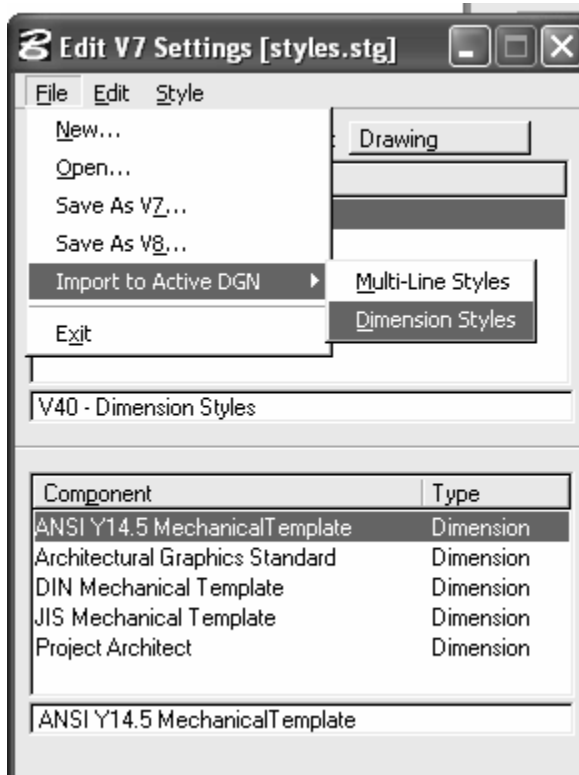 Edit V7 Settings [styles.stg]
File Edit Style
New...
: Drawing
Open...
Save As V7...
Save As V8...
Import to Active DGN
Multi-Line Styles
Exit
Dimension Styles
V40 - Dimension Styles
Component Type
ANSI Y14.5 MechanicalTemplate Dimension
Architectural Graphics Standard Dimension
DIN Mechanical Template Dimension
JIS Mechanical Template Dimension
Project Architect Dimension
ANSI Y14.5 MechanicalTemplate